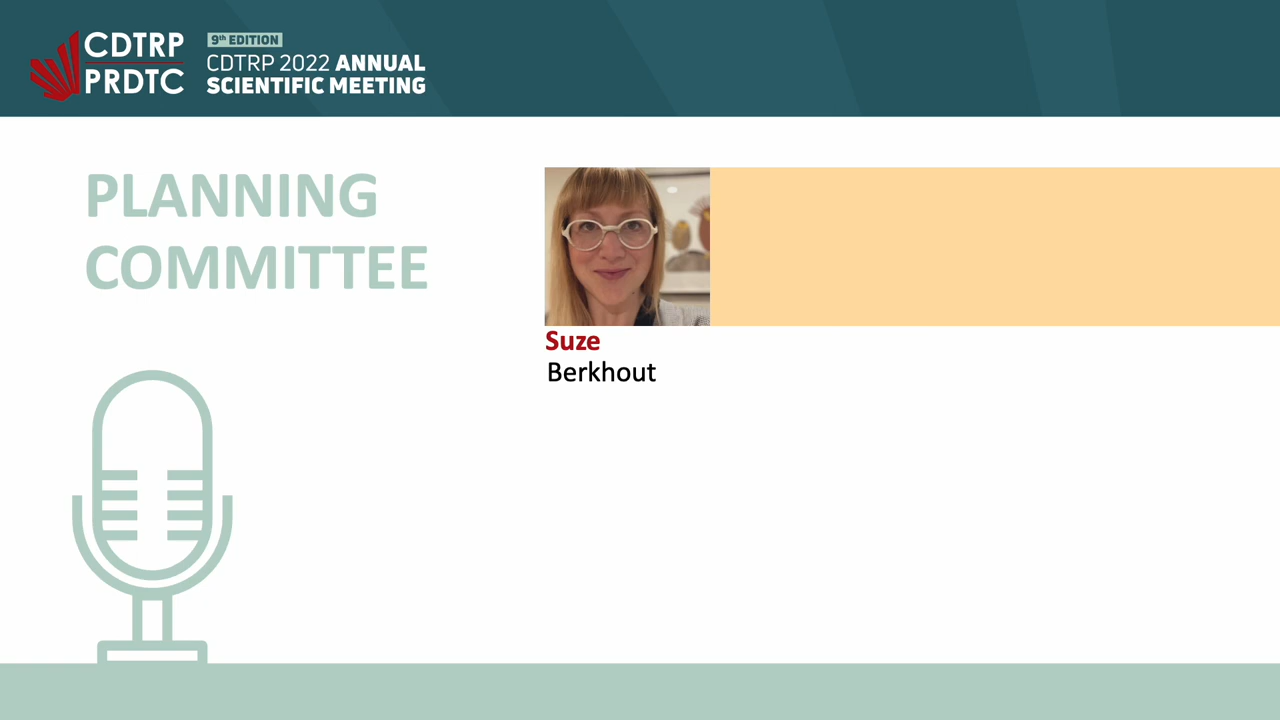 CDTRP
PRDTC
9th EDITION
CDTRP 2022 ANNUAL
SCIENTIFIC MEETING
PLANNING
COMMITTEE
Suze
Berkhout